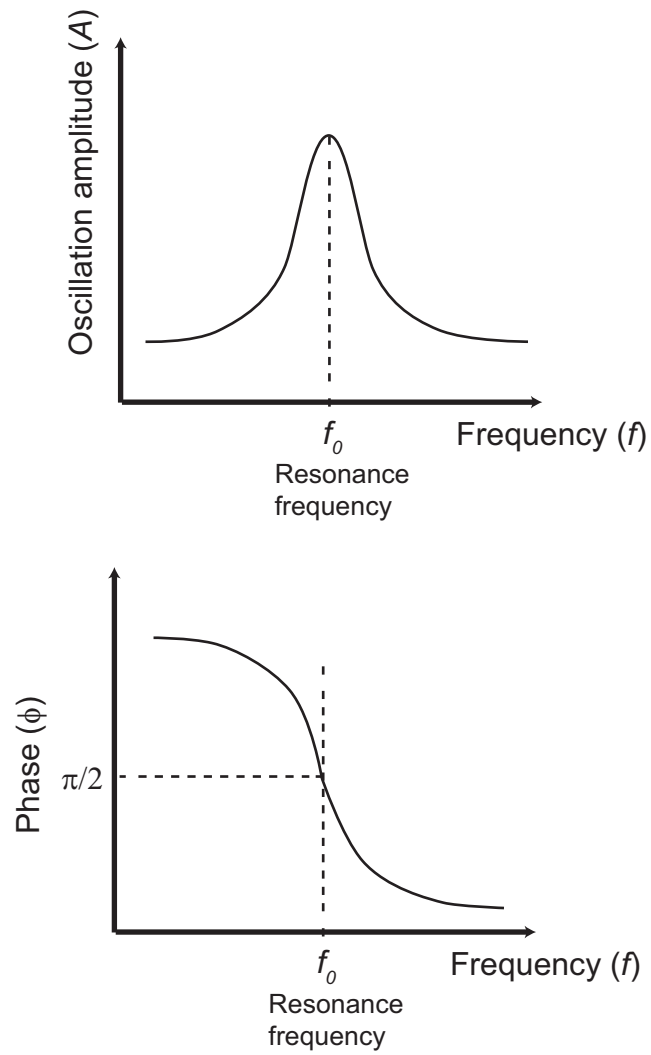 Oscillation amplitude (A)
f₀
Frequency (f)
Resonance
frequency
Phase (ϕ)
π/2
f₀
Frequency (f)
Resonance
frequency